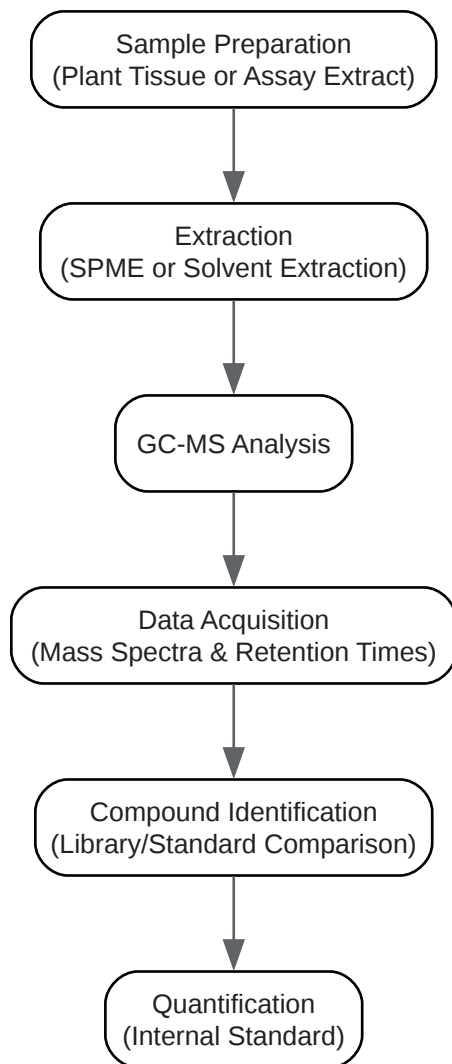 Sample Preparation
(Plant Tissue or Assay Extract)
Extraction
(SPME or Solvent Extraction)
GC-MS Analysis
Data Acquisition
(Mass Spectra & Retention Times)
Compound Identification
(Library/Standard Comparison)
Quantification
(Internal Standard)